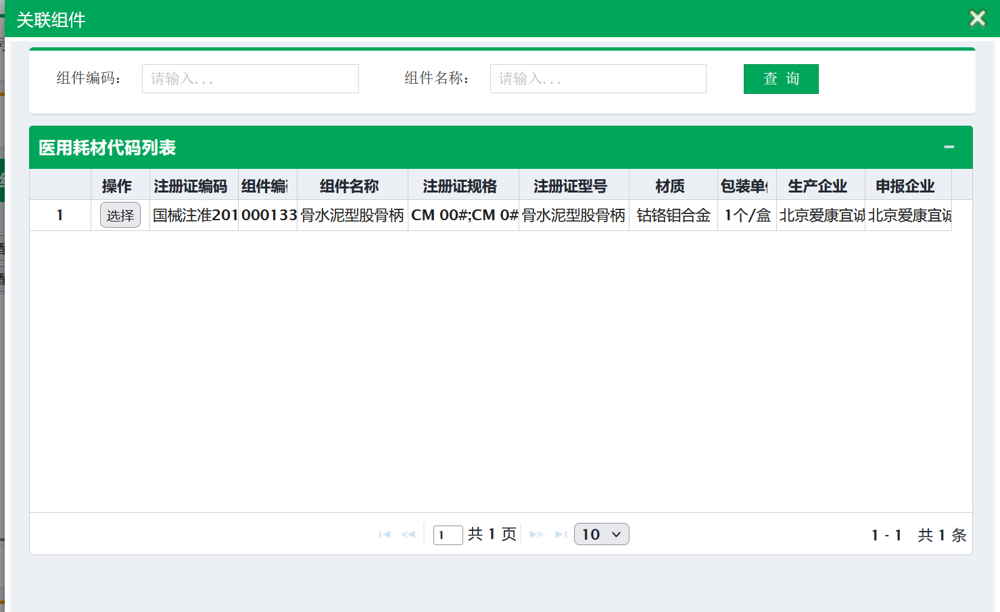 关联组件
组件编码：
请输入...
组件名称：
请输入...
查 询
医用耗材代码列表
操作 注册证编码 组件编 组件名称 注册证规格 注册证型号 材质 包装单 生产企业 申报企业
1 选择 国械注准201 000133 骨水泥型股骨柄 CM 00#;CM 0# 骨水泥型股骨柄 钴铬钼合金 1个/盒 北京爱康宜诚 北京爱康宜诚
1 共 1 页 10 1 - 1 共 1 条